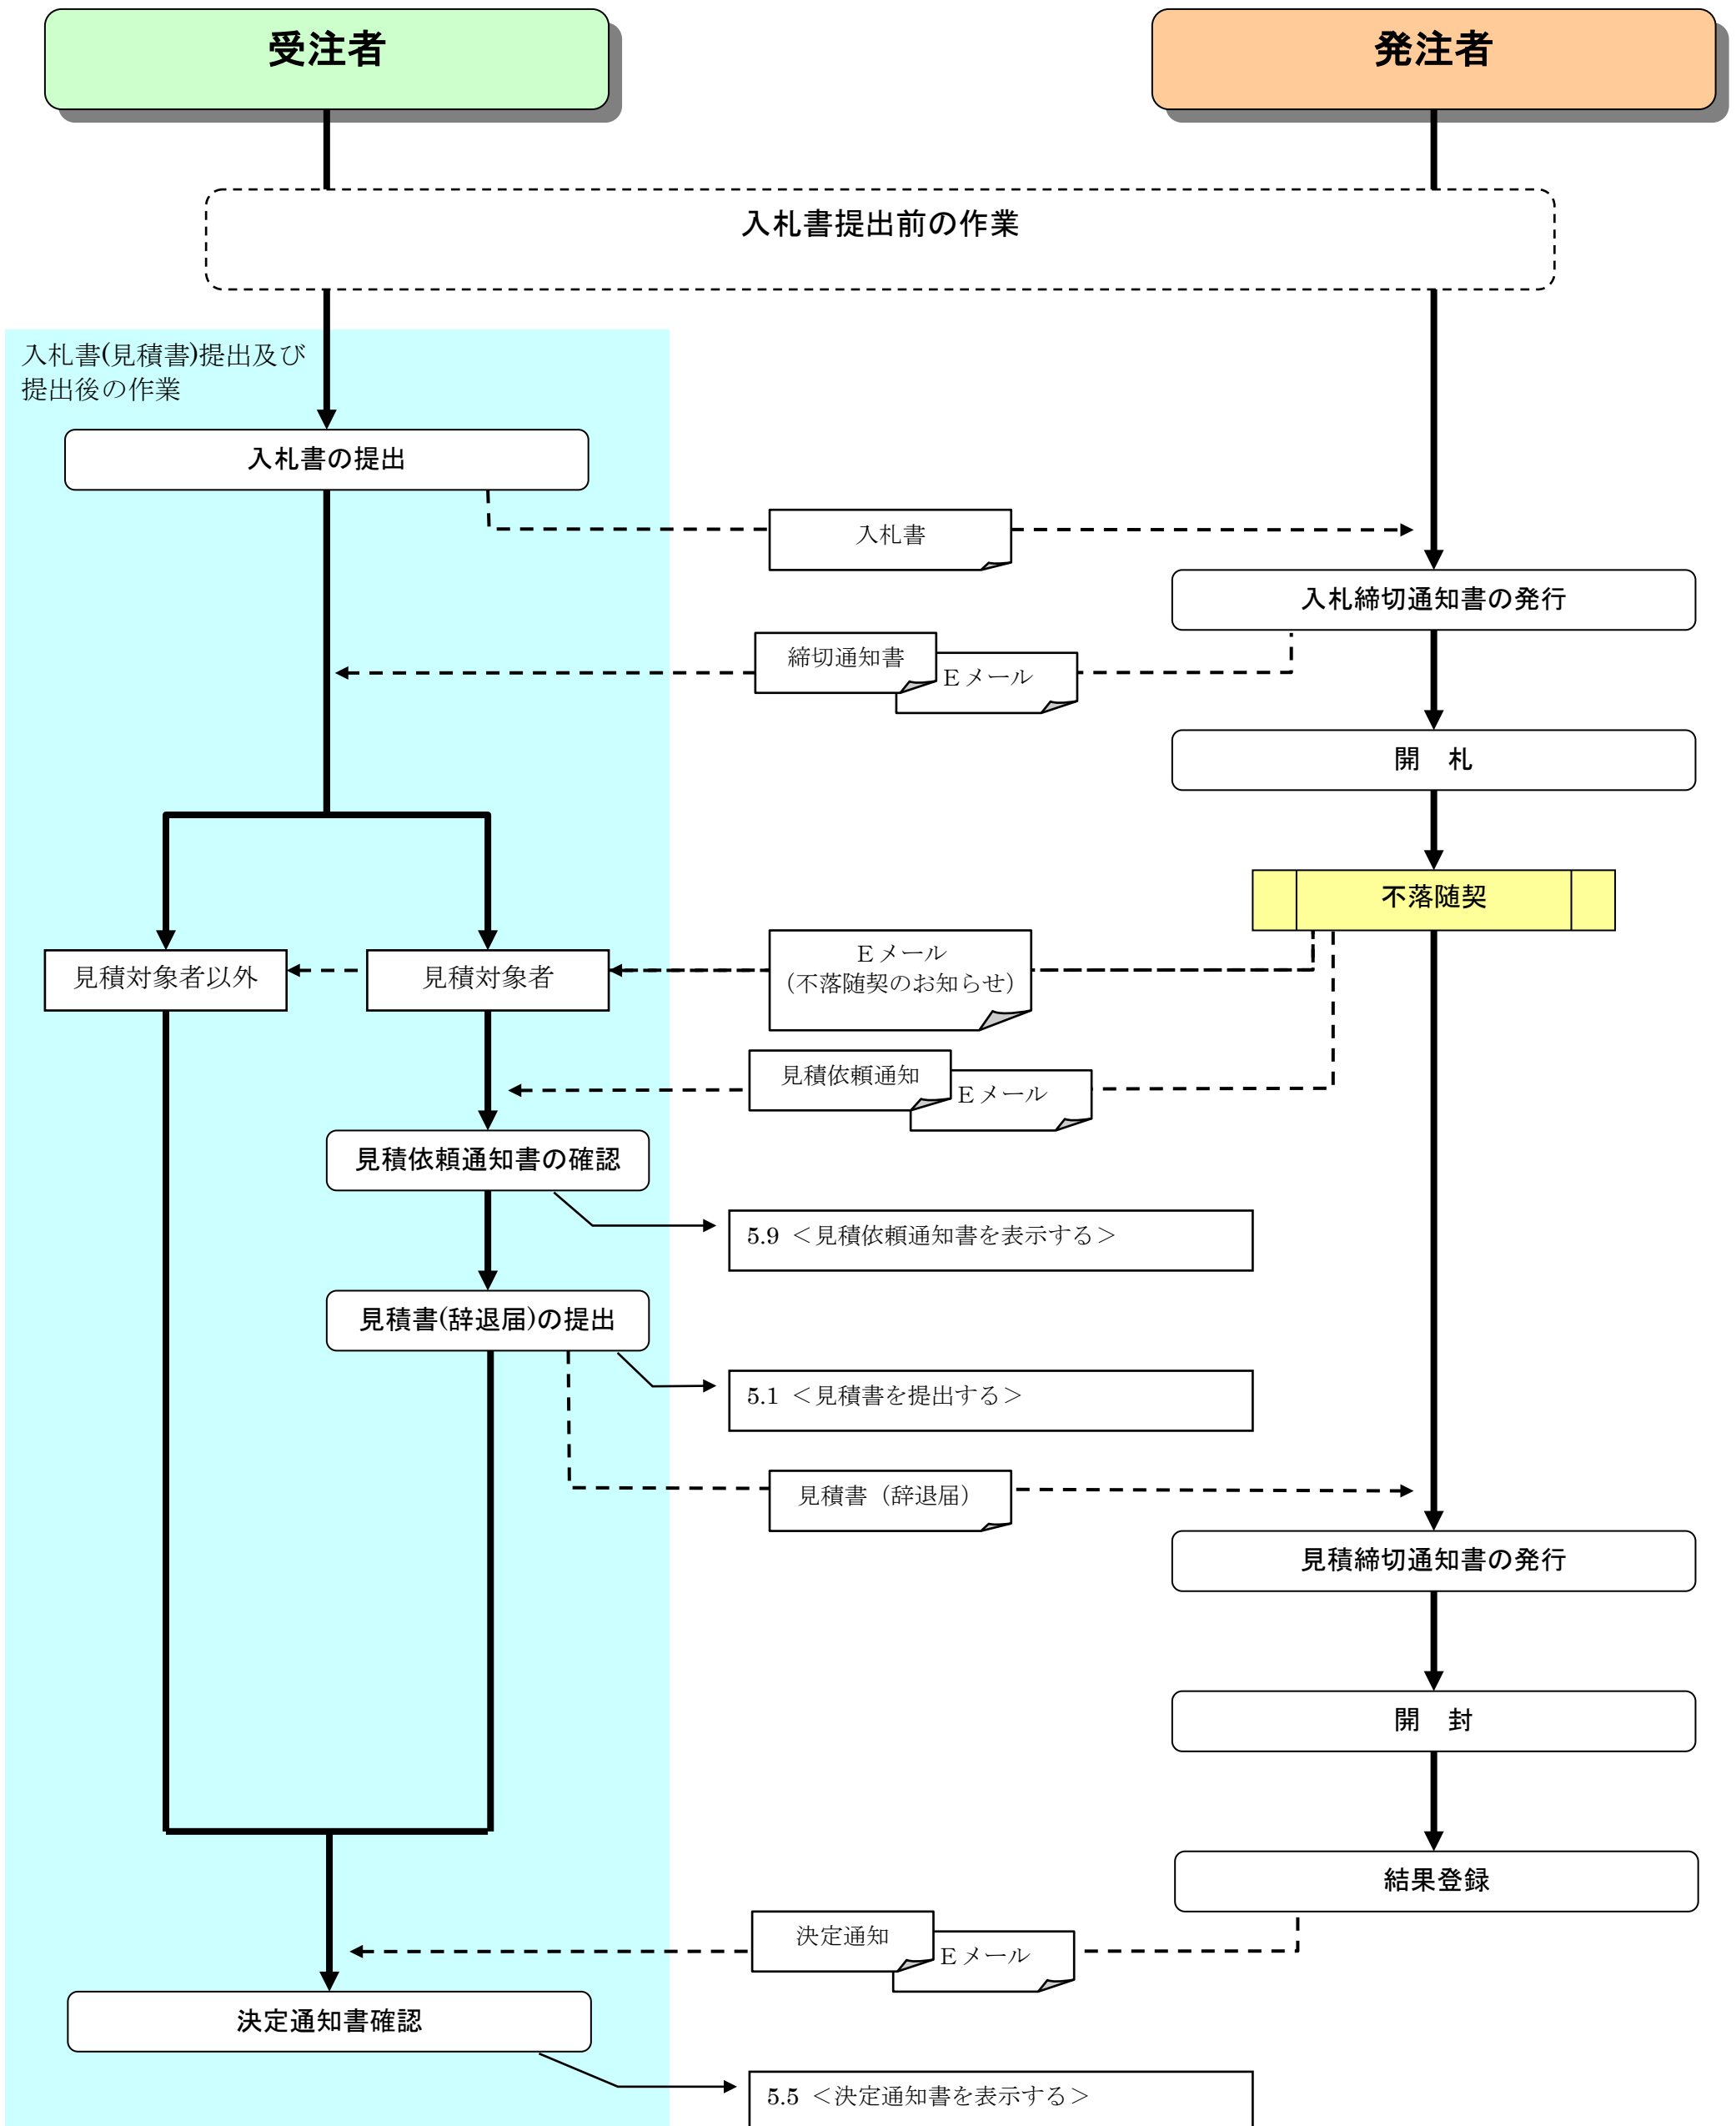 受注者
発注者
入札書提出前の作業
入札書(見積書)提出及び
提出後の作業
入札書の提出
入札書
入札締切通知書の発行
締切通知書
Ｅメール
開　札
不落随契
Ｅメール
（不落随契のお知らせ）
見積対象者以外
見積対象者
見積依頼通知
Ｅメール
見積依頼通知書の確認
5.9 ＜見積依頼通知書を表示する＞
見積書(辞退届)の提出
5.1 ＜見積書を提出する＞
見積書（辞退届）
見積締切通知書の発行
開　封
結果登録
決定通知
Ｅメール
決定通知書確認
5.5 ＜決定通知書を表示する＞